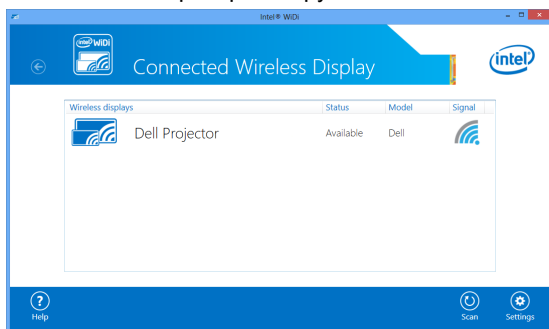 Intel® WiDi
intel WiDi
Connected Wireless Display
intel
Wireless displays Status Model Signal
Dell Projector Available Dell
? Help
Scan
Settings